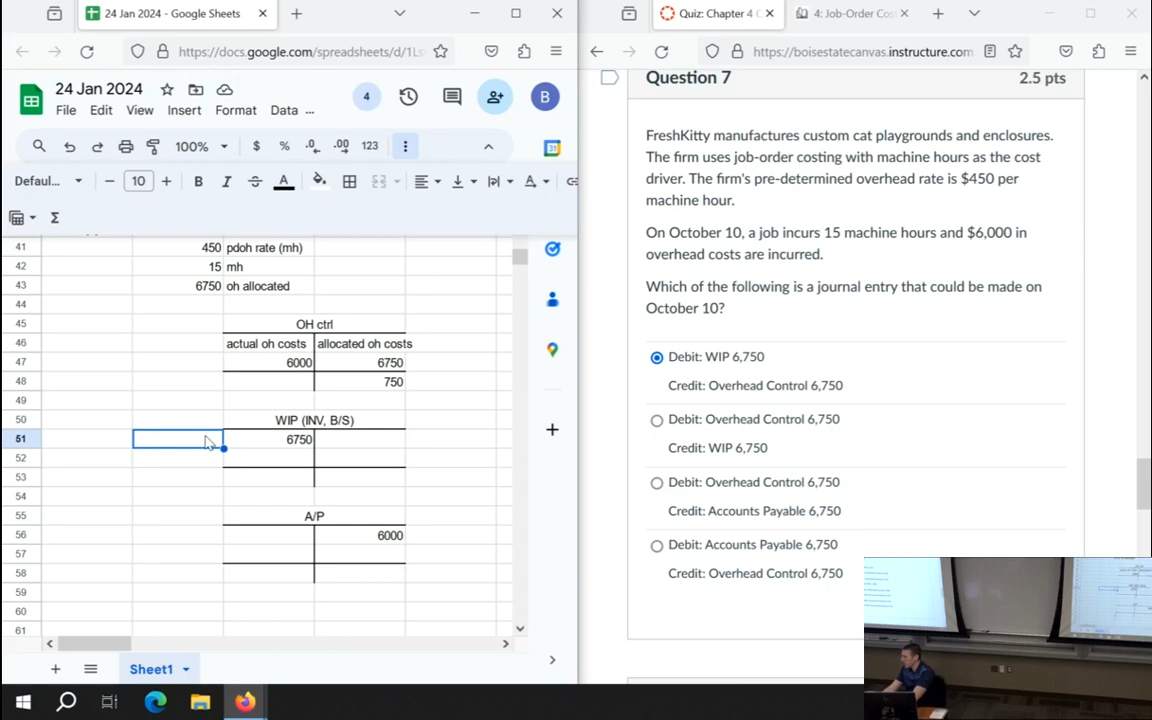 24 Jan 2024 - Google Sheets
Quiz: Chapter 4 C
4: Job-Order Cos
https://docs.google.com/spreadsheets/d/1Ls
https://boisestatecanvas.instructure.com
24 Jan 2024
4
B
File Edit View Insert Format Data ...
100% $ % .0 .00 123
Defaul... 10 B I A
Question 7
2.5 pts
FreshKitty manufactures custom cat playgrounds and enclosures.
The firm uses job-order costing with machine hours as the cost
driver. The firm's pre-determined overhead rate is $450 per
machine hour.
On October 10, a job incurs 15 machine hours and $6,000 in
overhead costs are incurred.
Which of the following is a journal entry that could be made on
October 10?
Debit: WIP 6,750
Credit: Overhead Control 6,750
Debit: Overhead Control 6,750
Credit: WIP 6,750
Debit: Overhead Control 6,750
Credit: Accounts Payable 6,750
Debit: Accounts Payable 6,750
Credit: Overhead Control 6,750
41 450 pdoh rate (mh)
42 15 mh
43 6750 oh allocated
44
45 OH ctrl
46 actual oh costs allocated oh costs
47 6000 6750
48 750
49
50 WIP (INV, B/S)
51 6750
52
53
54
55 A/P
56 6000
57
58
59
60
61
Sheet1